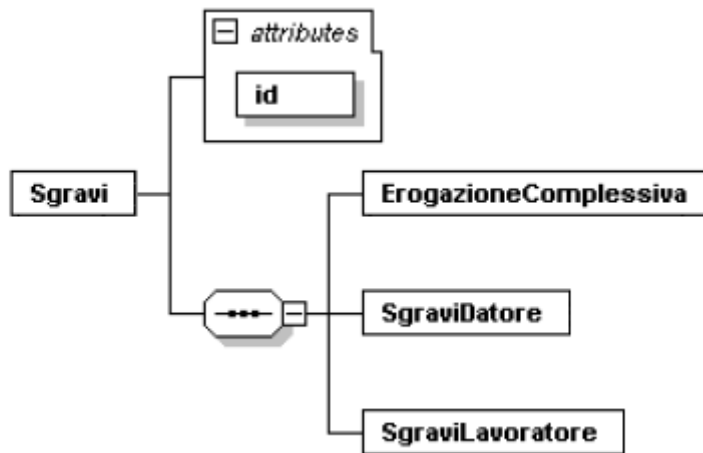 attributes
id
Sgravi
ErogazioneComplessiva
SgraviDatore
SgraviLavoratore